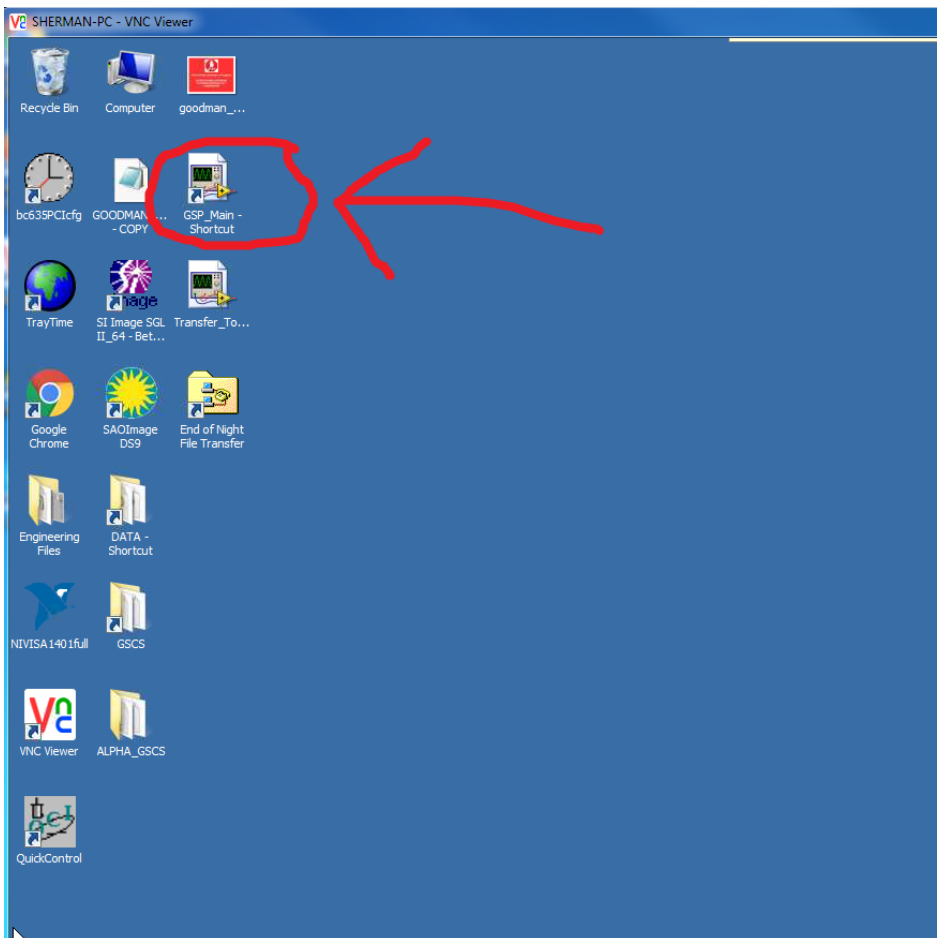 SHERMAN-PC - VNC Viewer
Recycle Bin
Computer
goodman_...
bc635PCIcfg
GOODMAN ...
- COPY
GSP_Main -
Shortcut
TrayTime
nage
SI Image SGL
II_64 - Bet...
Transfer_To...
Google
Chrome
SAOImage
DS9
End of Night
File Transfer
Engineering
Files
DATA -
Shortcut
NIVISA1401full
GSCS
VNC Viewer
ALPHA_GSCS
QuickControl